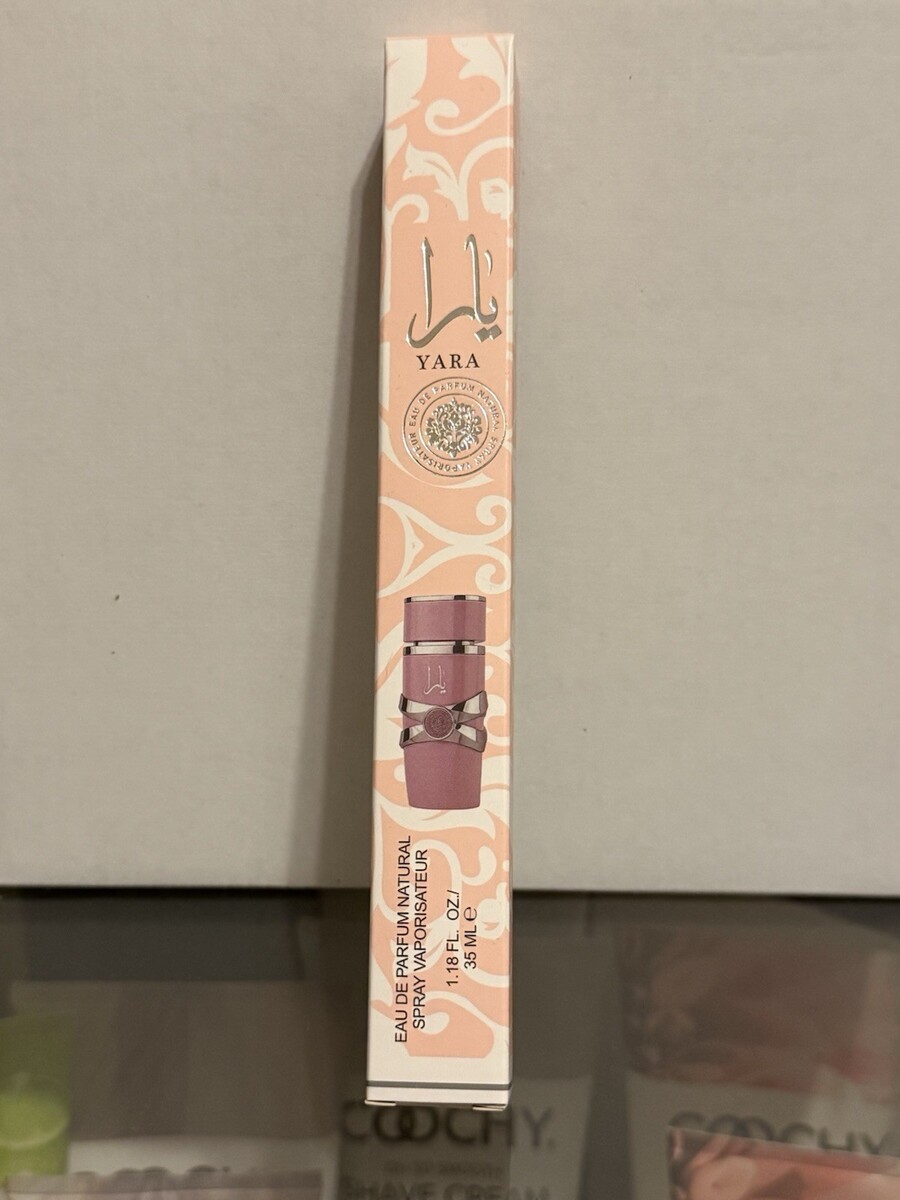 يارا
YARA
EAU DE PARFUM NATURAL SPRAY VAPORISATEUR
يارا
EAU DE PARFUM NATURAL
SPRAY VAPORISATEUR
1.18 FL. OZ./
35 ML ℮
COOCHY.
COOCHY
SHAVE CREAM